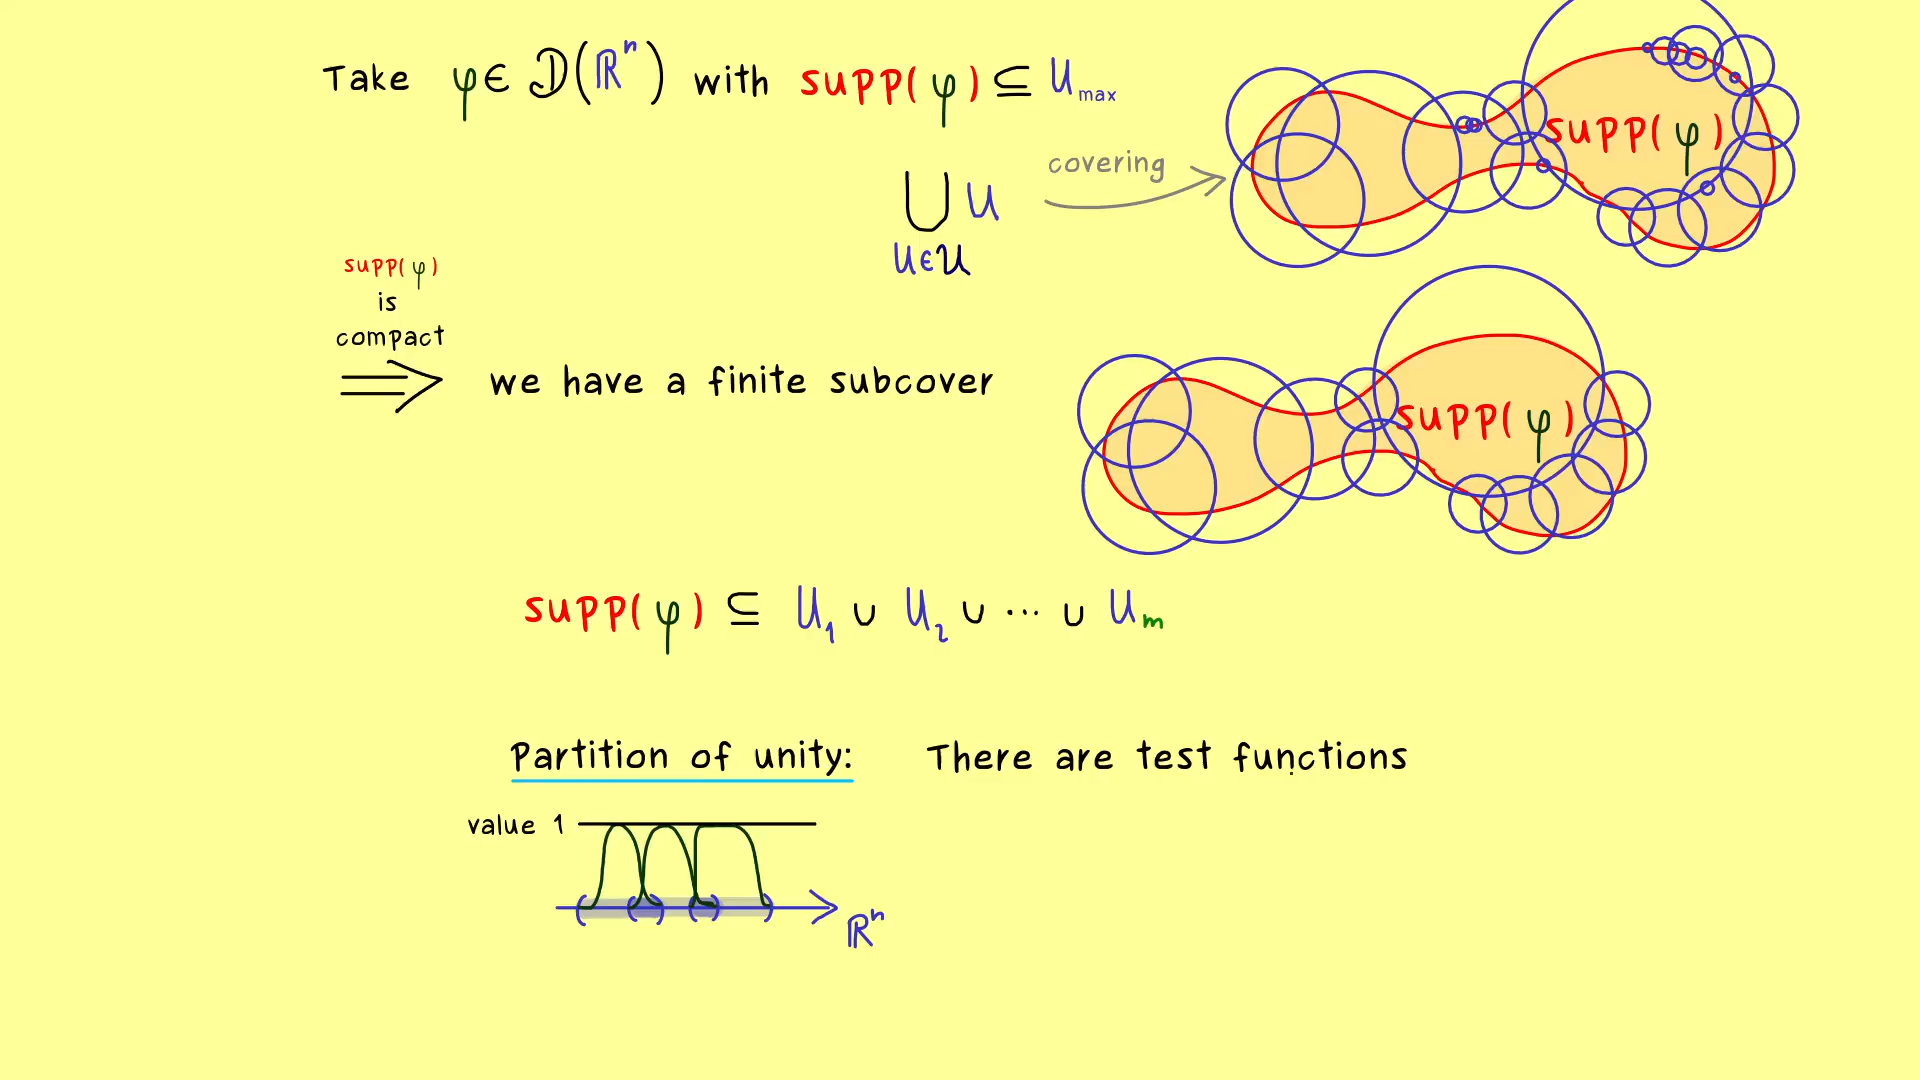 Take φ ∈ 𝒟(ℝⁿ) with supp(φ) ⊆ U_max
⋃ U
U∈𝒰
covering
supp(φ)
supp(φ)
is
compact
⟹ we have a finite subcover
supp(φ)
supp(φ) ⊆ U₁ ∪ U₂ ∪ ⋯ ∪ U_m
Partition of unity: There are test functions
value 1
ℝⁿ